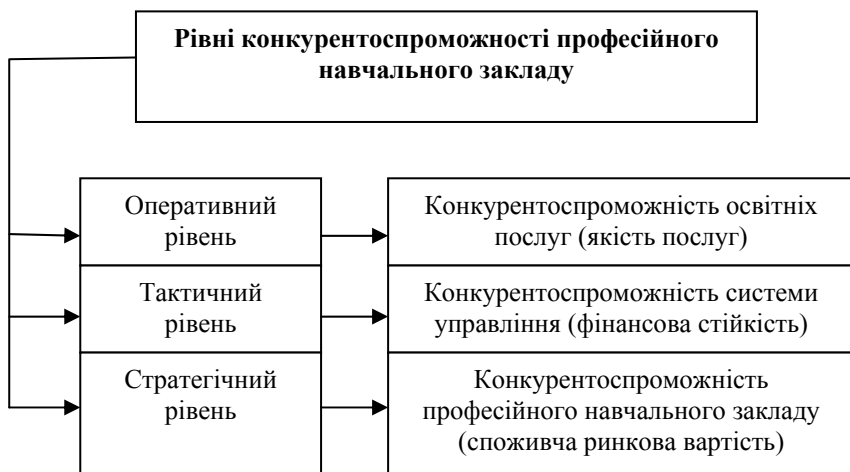 Рівні конкурентоспроможності професійного
навчального закладу
Оперативний
рівень
Конкурентоспроможність освітніх
послуг (якість послуг)
Тактичний
рівень
Конкурентоспроможність системи
управління (фінансова стійкість)
Стратегічний
рівень
Конкурентоспроможність
професійного навчального закладу
(споживча ринкова вартість)